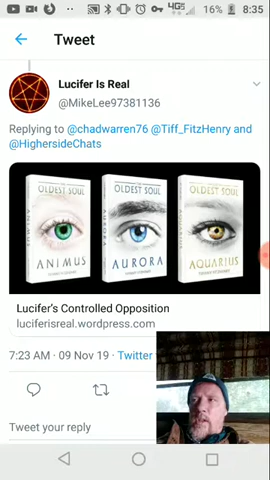 4G
16%
8:35
Tweet
Lucifer Is Real
@MikeLee97381136
Replying to @chadwarren76 @Tiff_FitzHenry and
@HighersideChats
OLDEST SOUL OLDEST SOUL OLDEST SOUL
ANIMUS AURORA AQUARIUS
Lucifer's Controlled Opposition
luciferisreal.wordpress.com
7:23 AM · 09 Nov 19 · Twitter
Tweet your reply